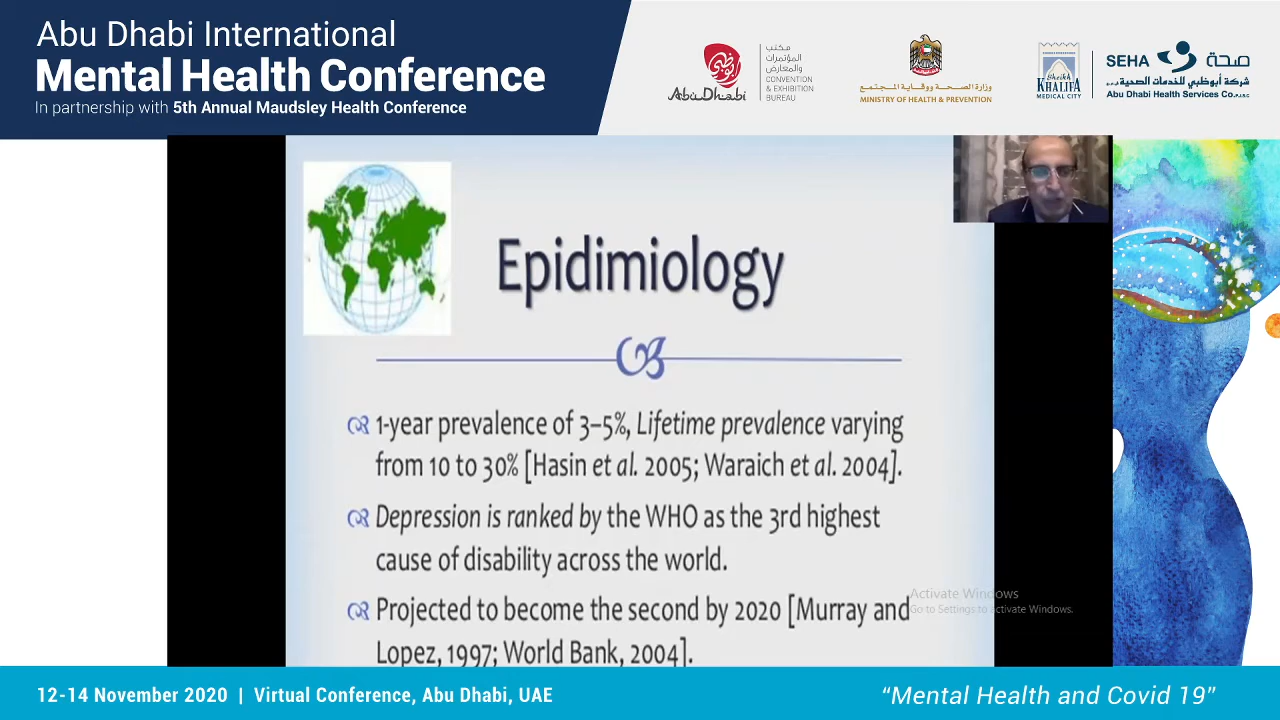 Abu Dhabi International
Mental Health Conference
In partnership with 5th Annual Maudsley Health Conference
أبوظبي
Abu Dhabi
مكتب
المؤتمرات
والمعارض
CONVENTION
& EXHIBITION
BUREAU
وزارة الصحة ووقاية المجتمع
MINISTRY OF HEALTH & PREVENTION
Sheikh
KHALIFA
MEDICAL CITY
SEHA صحة
شركة أبوظبي للخدمات الصحية ش.م.ع
Abu Dhabi Health Services Co. P.J.S.C
Epidimiology
1-year prevalence of 3–5%, Lifetime prevalence varying
from 10 to 30% [Hasin et al. 2005; Waraich et al. 2004].
Depression is ranked by the WHO as the 3rd highest
cause of disability across the world.
Projected to become the second by 2020 [Murray and
Lopez, 1997; World Bank, 2004].
Activate Windows
Go to Settings to activate Windows.
12-14 November 2020 | Virtual Conference, Abu Dhabi, UAE
“Mental Health and Covid 19”